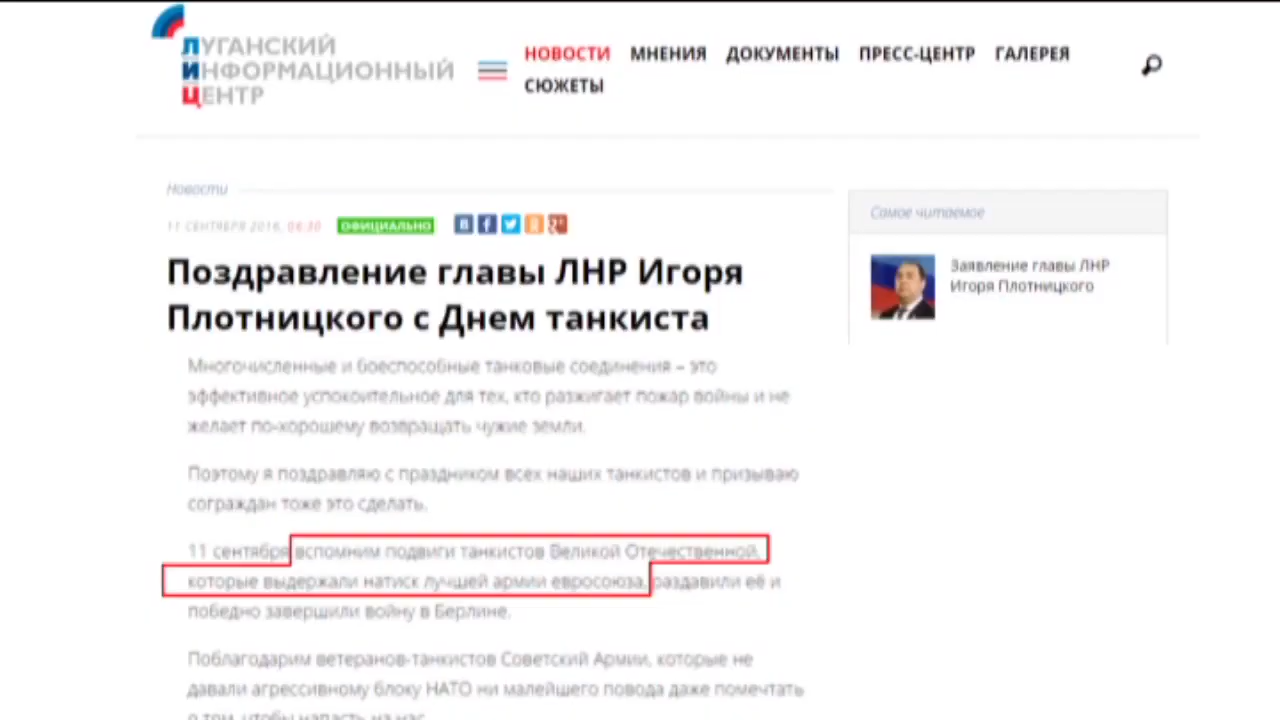 ЛУГАНСКИЙ
ИНФОРМАЦИОННЫЙ
ЦЕНТР
НОВОСТИ МНЕНИЯ ДОКУМЕНТЫ ПРЕСС-ЦЕНТР ГАЛЕРЕЯ
СЮЖЕТЫ
Новости
11 СЕНТЯБРЯ 2016, 06:30 ОФИЦИАЛЬНО
Поздравление главы ЛНР Игоря
Плотницкого с Днем танкиста
Самое читаемое
Заявление главы ЛНР
Игоря Плотницкого
Многочисленные и боеспособные танковые соединения – это
эффективное успокоительное для тех, кто разжигает пожар войны и не
желает по-хорошему возвращать чужие земли.
Поэтому я поздравляю с праздником всех наших танкистов и призываю
сограждан тоже это сделать.
11 сентября вспомним подвиги танкистов Великой Отечественной,
которые выдержали натиск лучшей армии евросоюза, раздавили её и
победно завершили войну в Берлине.
Поблагодарим ветеранов-танкистов Советский Армии, которые не
давали агрессивному блоку НАТО ни малейшего повода даже помечтать
о том, чтобы напасть на нас.